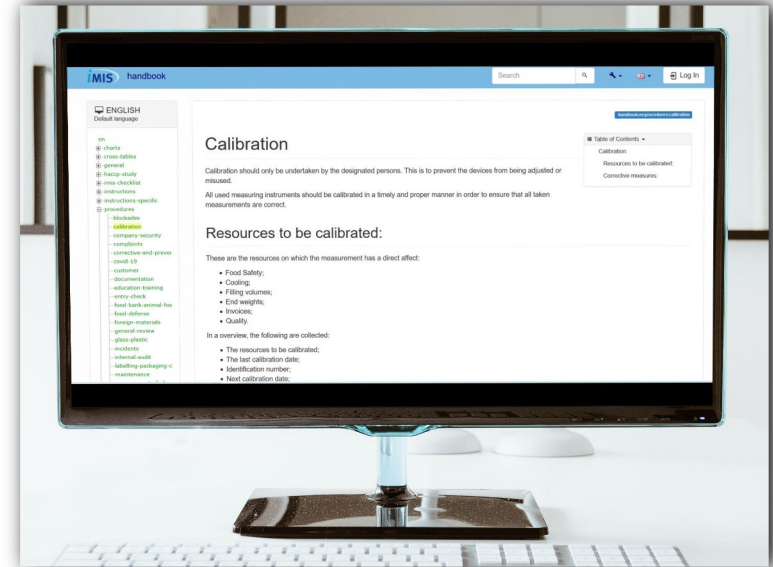 iMIS handbook
Search
Log In
handbook:en:procedures:calibration
ENGLISH
Default language
en
charts
cross-tables
general
haccp-study
imis-checklist
instructions
instructions-specific
procedures
blockades
calibration
company-security
complaints
corrective-and-preven
covid-19
customer
documentation
education-training
entry-check
food-bank-animal-foo
food-defense
foreign-materials
general-review
glass-plastic
incidents
internal-audit
labelling-packaging-c
maintenance
Calibration
Calibration should only be undertaken by the designated persons. This is to prevent the devices from being adjusted or
misused.
All used measuring instruments should be calibrated in a timely and proper manner in order to ensure that all taken
measurements are correct.
Resources to be calibrated:
These are the resources on which the measurement has a direct affect:
• Food Safety;
• Cooling;
• Filling volumes;
• End weights;
• Invoices;
• Quality.
In a overview, the following are collected:
• The resources to be calibrated;
• The last calibration date;
• Identification number;
• Next calibration date;
Table of Contents
Calibration
Resources to be calibrated:
Corrective measures: